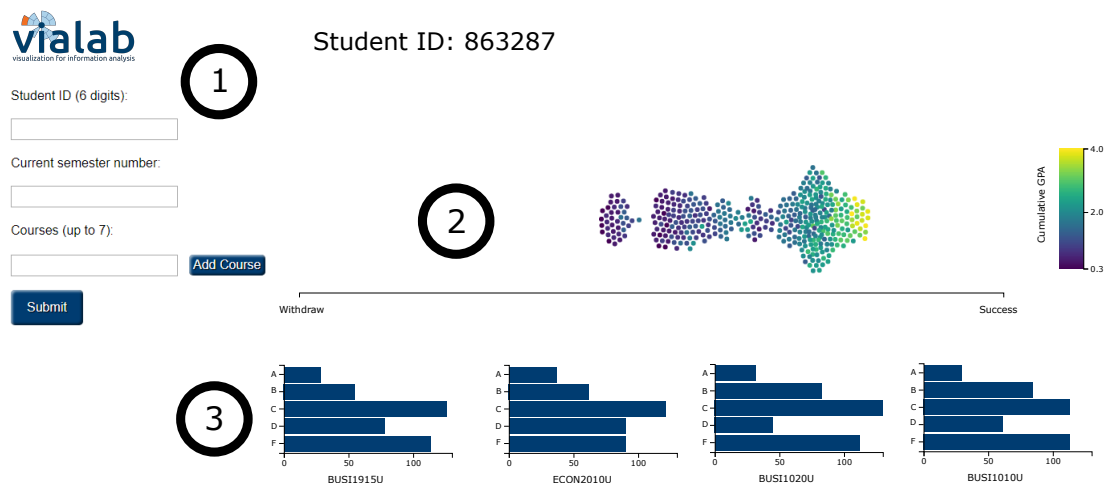 vialab
visualization for information analysis
1
Student ID: 863287
Student ID (6 digits):
Current semester number:
Courses (up to 7):
Add Course
Submit
2
Cumulative GPA
4.0
2.0
0.3
Withdraw
Success
3
A
B
C
D
F
0
50
100
BUSI1915U
A
B
C
D
F
0
50
100
ECON2010U
A
B
C
D
F
0
50
100
BUSI1020U
A
B
C
D
F
0
50
100
BUSI1010U